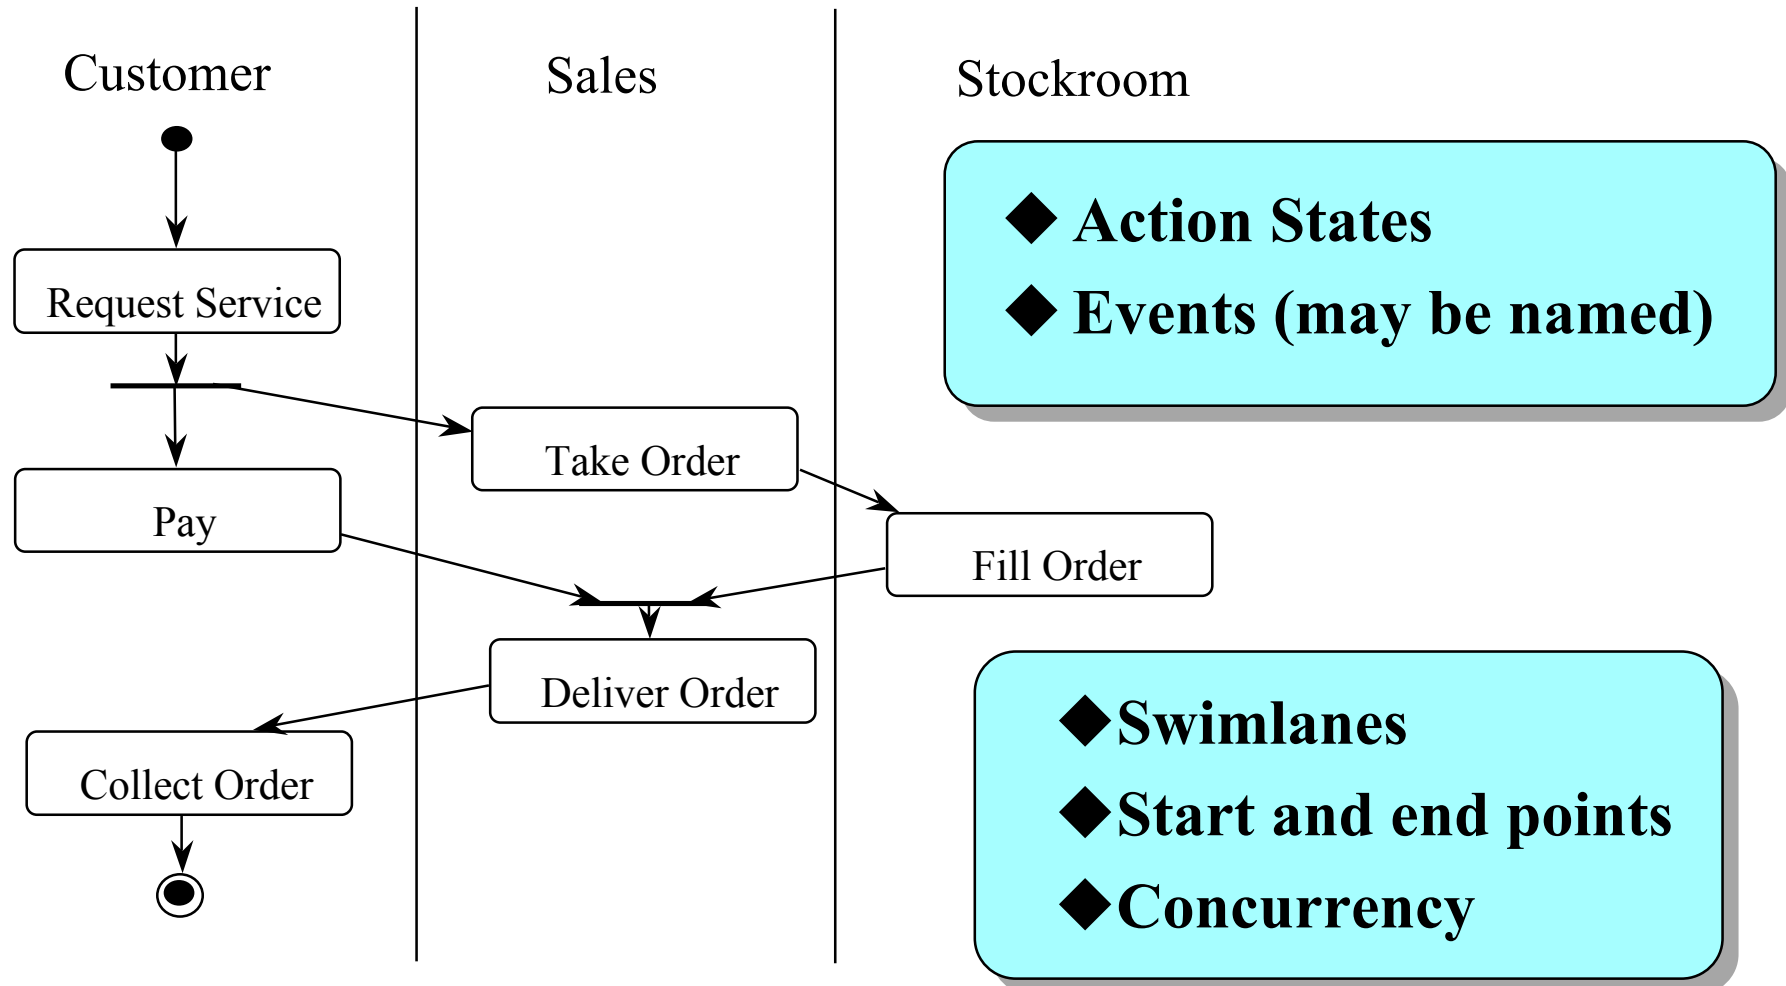 Customer
Sales
Stockroom
Action States
Events (may be named)
Request Service
Take Order
Pay
Fill Order
Deliver Order
Collect Order
Swimlanes
Start and end points
Concurrency